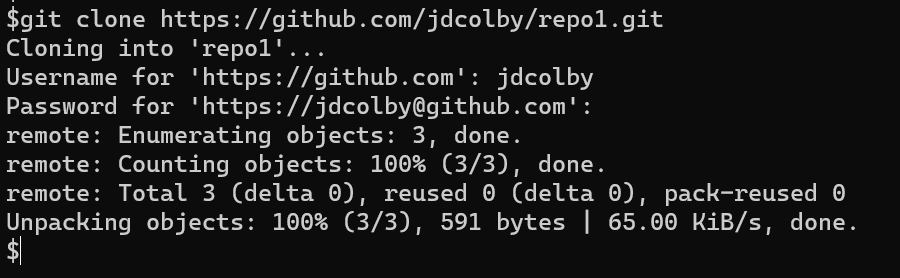 $git clone https://github.com/jdcolby/repo1.git
Cloning into 'repo1'...
Username for 'https://github.com': jdcolby
Password for 'https://jdcolby@github.com':
remote: Enumerating objects: 3, done.
remote: Counting objects: 100% (3/3), done.
remote: Total 3 (delta 0), reused 0 (delta 0), pack-reused 0
Unpacking objects: 100% (3/3), 591 bytes | 65.00 KiB/s, done.
$